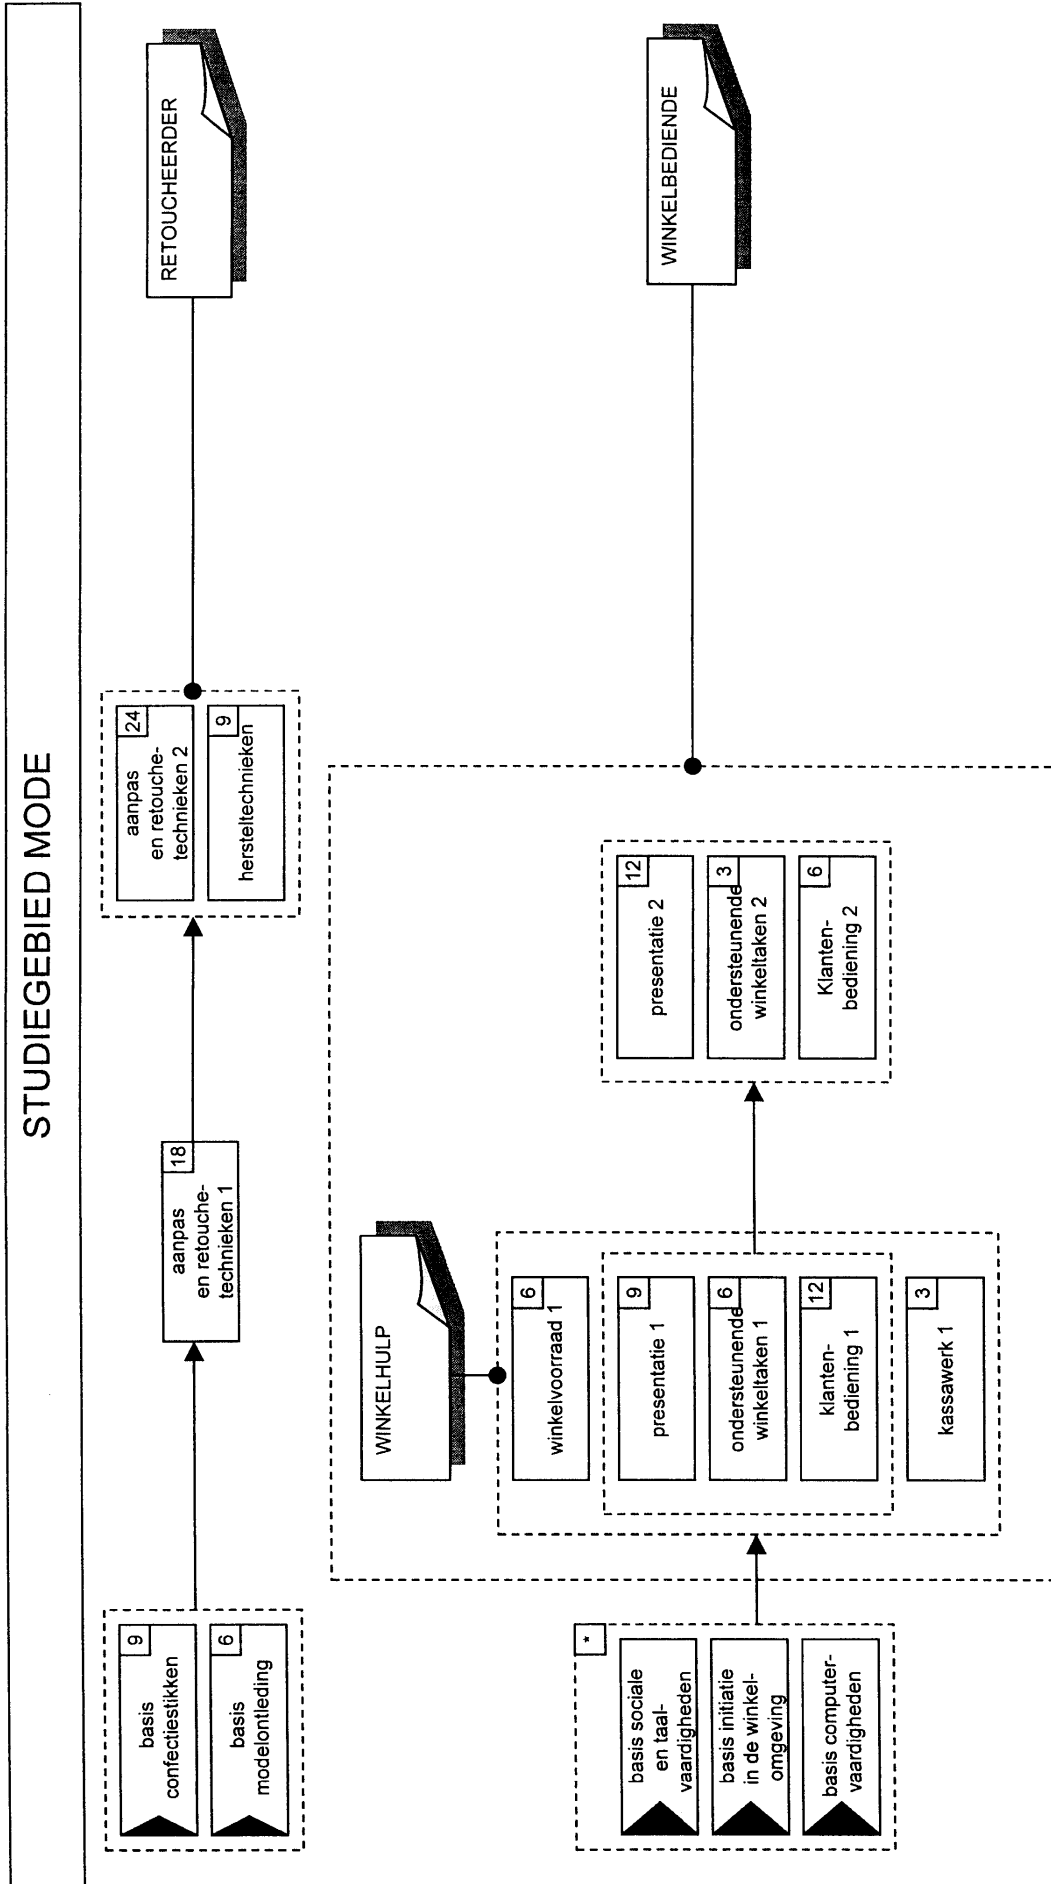 STUDIEGEBIED MODE
9
basis
confectiestikken
6
basis
modelontleding
18
aanpas
en retouche-
technieken 1
24
aanpas
en retouche-
technieken 2
9
hersteltechnieken
RETOUCHEERDER
WINKELHULP
*
basis sociale
en taal-
vaardigheden
basis initiatie
in de winkel-
omgeving
basis computer-
vaardigheden
6
winkelvoorraad 1
9
presentatie 1
6
ondersteunende
winkeltaken 1
12
klanten-
bediening 1
3
kassawerk 1
12
presentatie 2
3
ondersteunende
winkeltaken 2
6
Klanten-
bediening 2
WINKELBEDIENDE